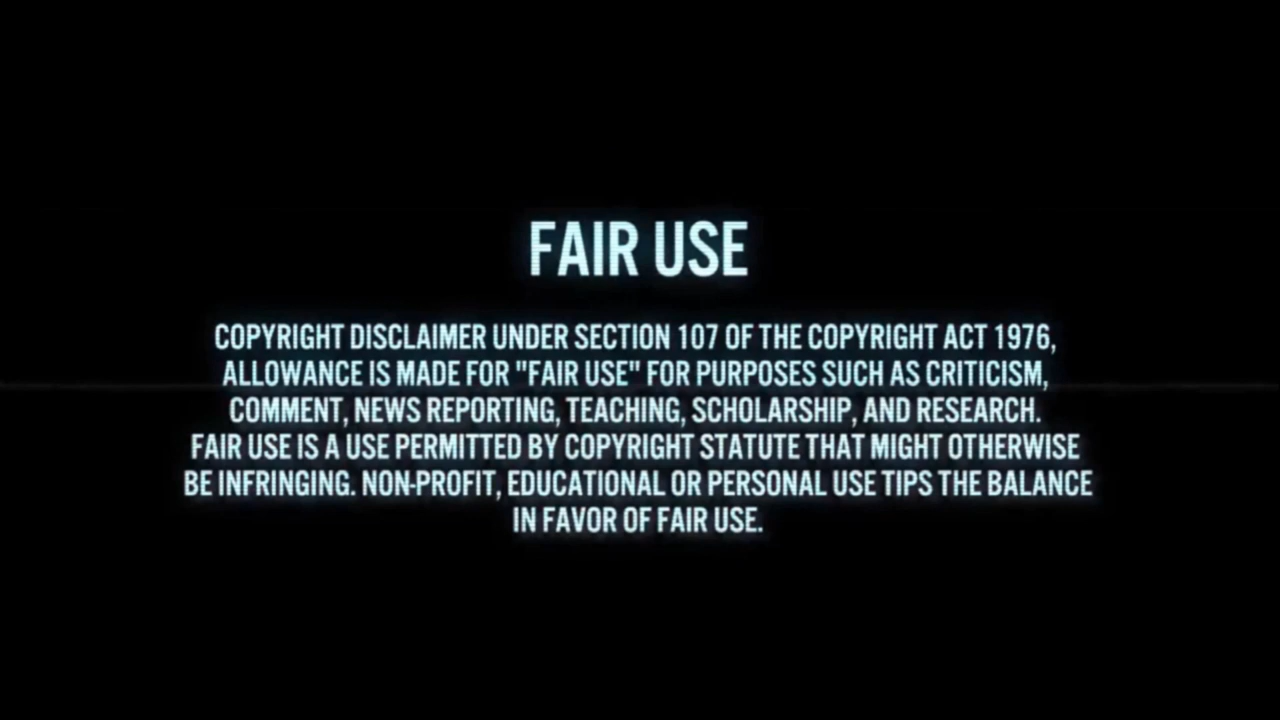 FAIR USE
COPYRIGHT DISCLAIMER UNDER SECTION 107 OF THE COPYRIGHT ACT 1976,
ALLOWANCE IS MADE FOR "FAIR USE" FOR PURPOSES SUCH AS CRITICISM,
COMMENT, NEWS REPORTING, TEACHING, SCHOLARSHIP, AND RESEARCH.
FAIR USE IS A USE PERMITTED BY COPYRIGHT STATUTE THAT MIGHT OTHERWISE
BE INFRINGING. NON-PROFIT, EDUCATIONAL OR PERSONAL USE TIPS THE BALANCE
IN FAVOR OF FAIR USE.